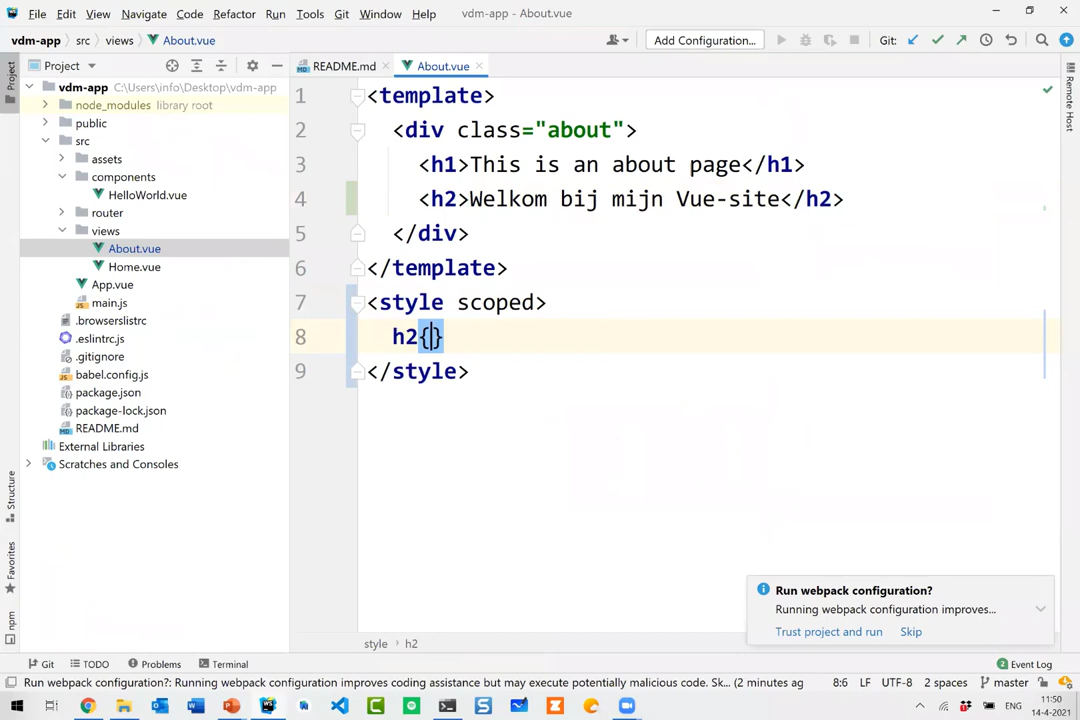 File Edit View Navigate Code Refactor Run Tools Git Window Help vdm-app - About.vue
vdm-app src views About.vue Add Configuration... Git:
Project README.md About.vue
vdm-app C:\Users\info\Desktop\vdm-app
node_modules library root
public
src
assets
components
HelloWorld.vue
router
views
About.vue
Home.vue
App.vue
main.js
.browserslistrc
.eslintrc.js
.gitignore
babel.config.js
package.json
package-lock.json
README.md
External Libraries
Scratches and Consoles
Project
Structure
Favorites
npm
Remote Host
1 <template>
2 <div class="about">
3 <h1>This is an about page</h1>
4 <h2>Welkom bij mijn Vue-site</h2>
5 </div>
6 </template>
7 <style scoped>
8 h2{}
9 </style>
Run webpack configuration?
Running webpack configuration improves...
Trust project and run Skip
style › h2
Git TODO Problems Terminal 2 Event Log
Run webpack configuration?: Running webpack configuration improves coding assistance but may execute potentially malicious code. Sk... (2 minutes ag 8:6 LF UTF-8 2 spaces master
ENG 11:50
14-4-2021